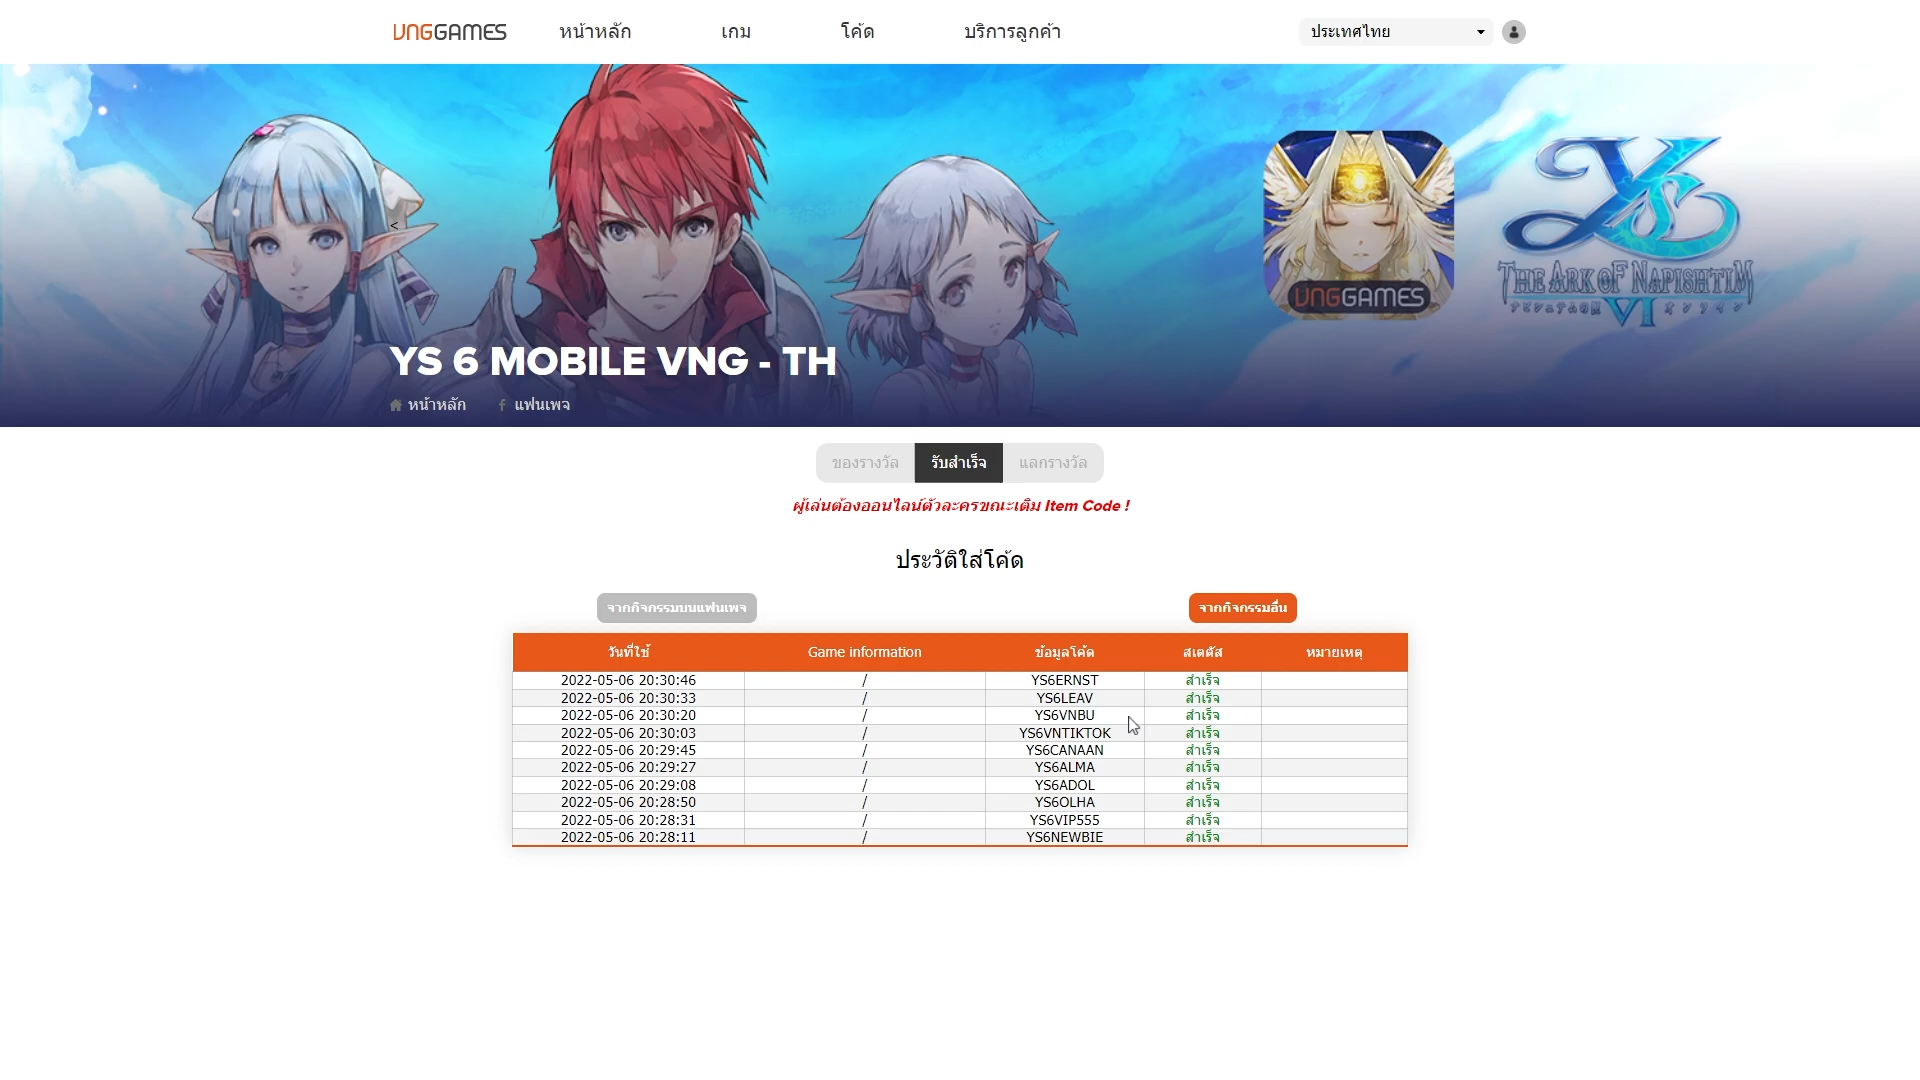 VNGGAMES หน้าหลัก เกม โค้ด บริการลูกค้า ประเทศไทย
<
VNGGAMES
YS
THE ARK OF NAPISHTIM
VI
YS 6 MOBILE VNG - TH
หน้าหลัก แฟนเพจ
ของรางวัล รับสำเร็จ แลกรางวัล
ผู้เล่นต้องออนไลน์ตัวละครขณะเติม Item Code !
ประวัติใส่โค้ด
จากกิจกรรมบนแฟนเพจ จากกิจกรรมอื่น
วันที่ใช้ Game information ข้อมูลโค้ด สเตตัส หมายเหตุ
2022-05-06 20:30:46 / YS6ERNST สำเร็จ
2022-05-06 20:30:33 / YS6LEAV สำเร็จ
2022-05-06 20:30:20 / YS6VNBU สำเร็จ
2022-05-06 20:30:03 / YS6VNTIKTOK สำเร็จ
2022-05-06 20:29:45 / YS6CANAAN สำเร็จ
2022-05-06 20:29:27 / YS6ALMA สำเร็จ
2022-05-06 20:29:08 / YS6ADOL สำเร็จ
2022-05-06 20:28:50 / YS6OLHA สำเร็จ
2022-05-06 20:28:31 / YS6VIP555 สำเร็จ
2022-05-06 20:28:11 / YS6NEWBIE สำเร็จ